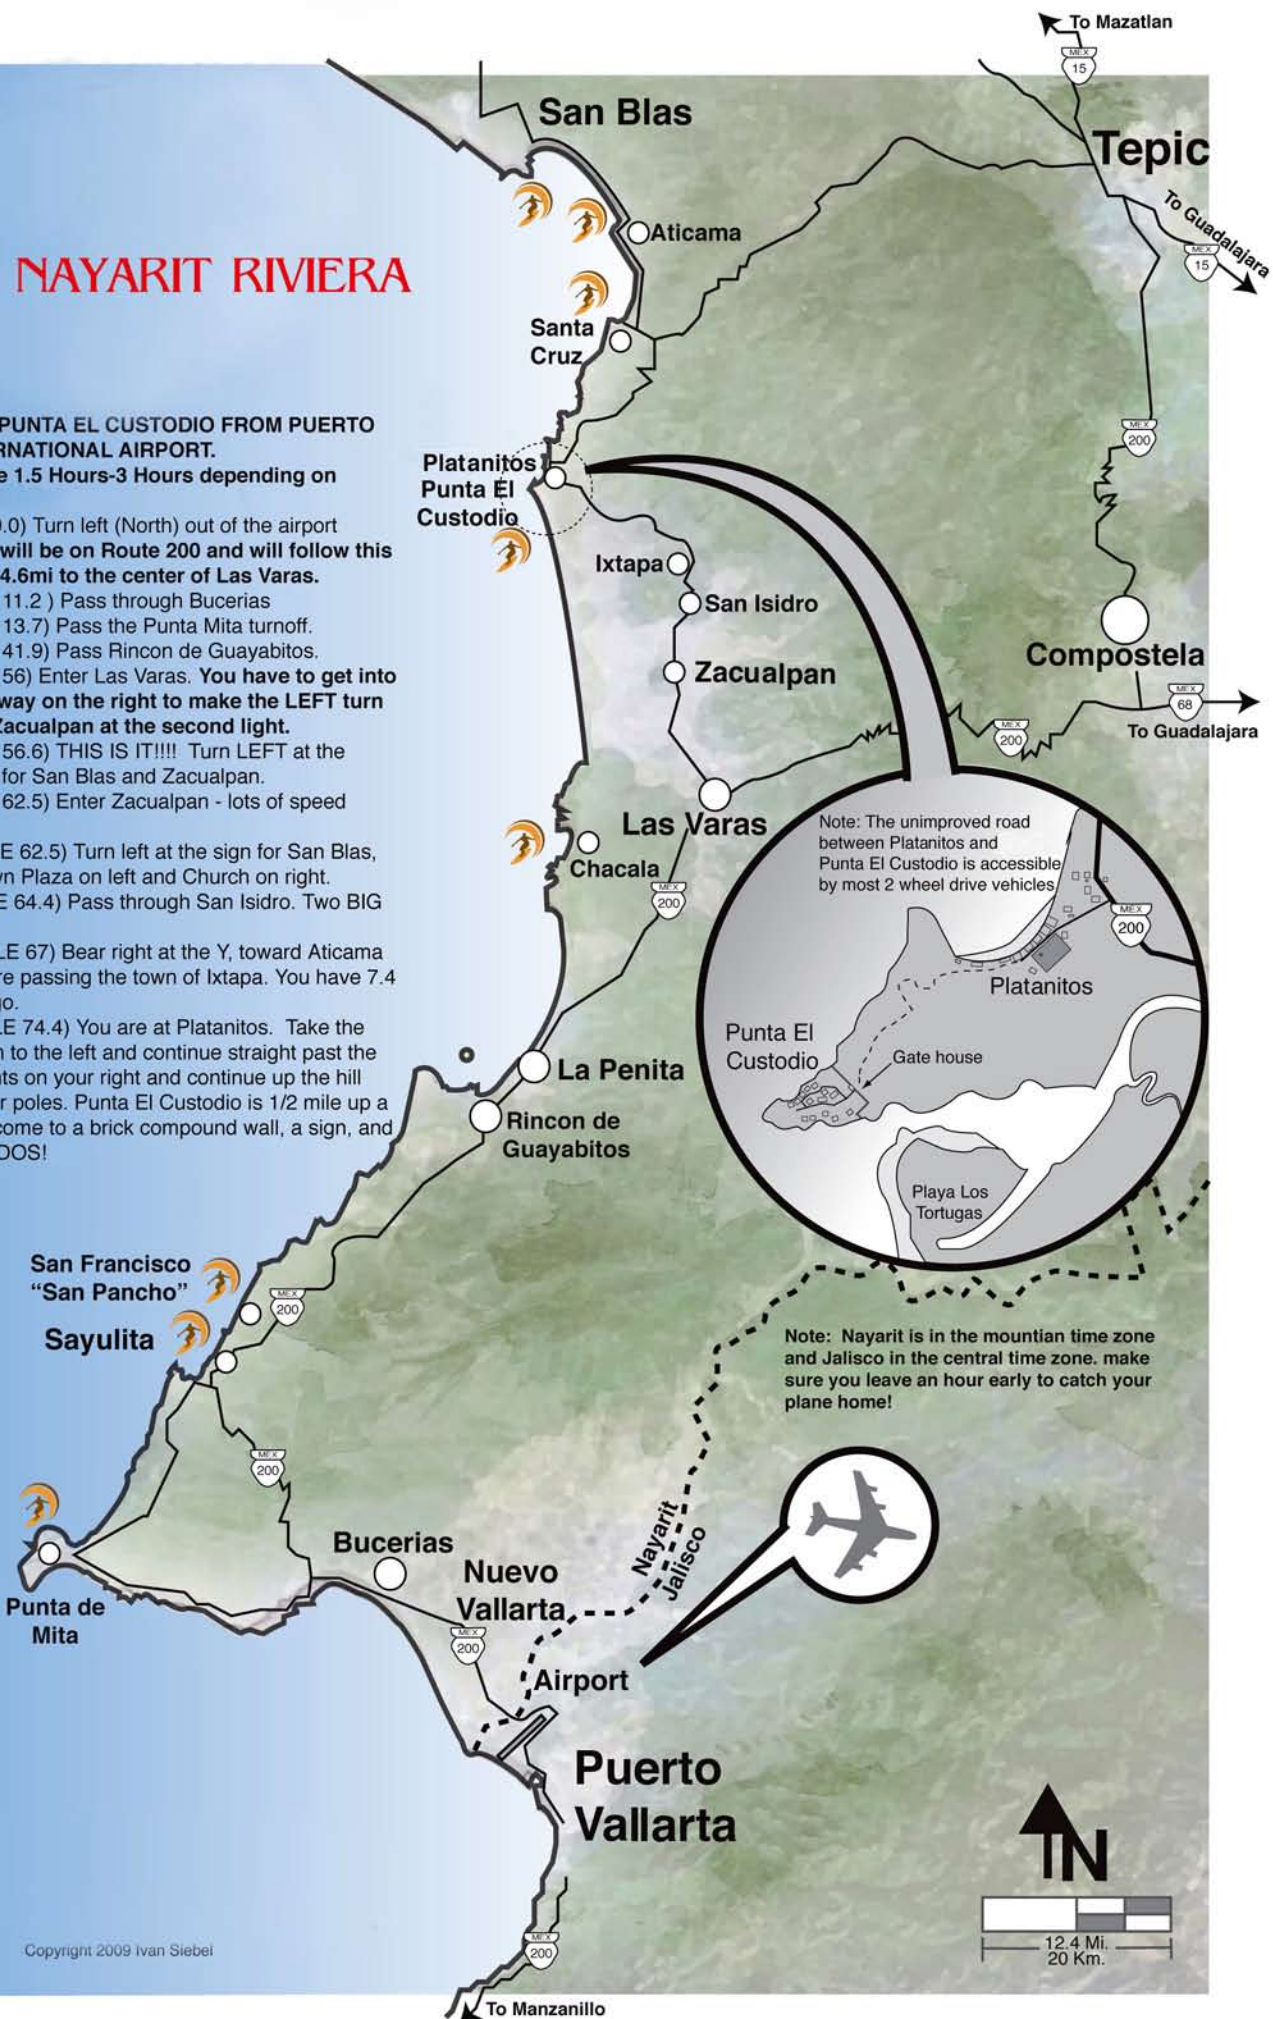 To Mazatlan
MEX
15
San Blas
Tepic
To Guadalajara
MEX
15
Aticama
NAYARIT RIVIERA
Santa
Cruz
MEX
200
PUNTA EL CUSTODIO FROM PUERTO
RNATIONAL AIRPORT.
e 1.5 Hours-3 Hours depending on
.0) Turn left (North) out of the airport
will be on Route 200 and will follow this
4.6mi to the center of Las Varas.
11.2 ) Pass through Bucerias
13.7) Pass the Punta Mita turnoff.
41.9) Pass Rincon de Guayabitos.
56) Enter Las Varas. You have to get into
way on the right to make the LEFT turn
Zacualpan at the second light.
56.6) THIS IS IT!!!! Turn LEFT at the
for San Blas and Zacualpan.
62.5) Enter Zacualpan - lots of speed
E 62.5) Turn left at the sign for San Blas,
vn Plaza on left and Church on right.
E 64.4) Pass through San Isidro. Two BIG
LE 67) Bear right at the Y, toward Aticama
re passing the town of Ixtapa. You have 7.4
go.
LE 74.4) You are at Platanitos. Take the
n to the left and continue straight past the
nts on your right and continue up the hill
r poles. Punta El Custodio is 1/2 mile up a
come to a brick compound wall, a sign, and
DOS!
Platanitos
Punta El
Custodio
Ixtapa
San Isidro
Zacualpan
Compostela
MEX
68
To Guadalajara
MEX
200
Las Varas
Chacala
MEX
200
Note: The unimproved road
between Platanitos and
Punta El Custodio is accessible
by most 2 wheel drive vehicles
MEX
200
Platanitos
Punta El
Custodio
Gate house
Playa Los
Tortugas
La Penita
Rincon de
Guayabitos
San Francisco
“San Pancho”
MEX
200
Sayulita
Note: Nayarit is in the mountian time zone
and Jalisco in the central time zone. make
sure you leave an hour early to catch your
plane home!
MEX
200
Bucerias
Nuevo
Vallarta
Nayarit
Jalisco
Punta de
Mita
MEX
200
Airport
Puerto
Vallarta
N
12.4 Mi.
20 Km.
Copyright 2009 Ivan Siebel
MEX
200
To Manzanillo